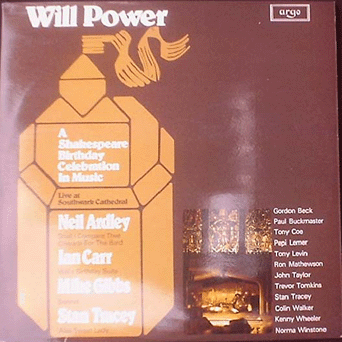 Will Power
argo
A
Shakespeare
Birthday
Celebration
In Music
Live at
Southwark Cathedral
Neil Ardley
Ian Carr
Mike Gibbs
Stan Tracey
Gordon Beck
Paul Buckmaster
Tony Coe
Pepi Lemer
Tony Levin
Ron Mathewson
John Taylor
Trevor Tomkins
Stan Tracey
Colin Walker
Kenny Wheeler
Norma Winstone